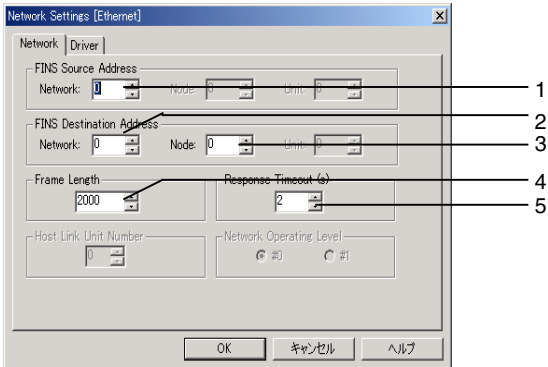 Network Settings [Ethernet]
Network Driver
FINS Source Address
Network: 0 Node: 0 Unit: 0
1
FINS Destination Address
2
Network: 0 Node: 0 Unit: 0
3
Frame Length Response Timeout (s)
4
2000 2
5
Host Link Unit Number Network Operating Level
0 #0 #1
OK キャンセル ヘルプ